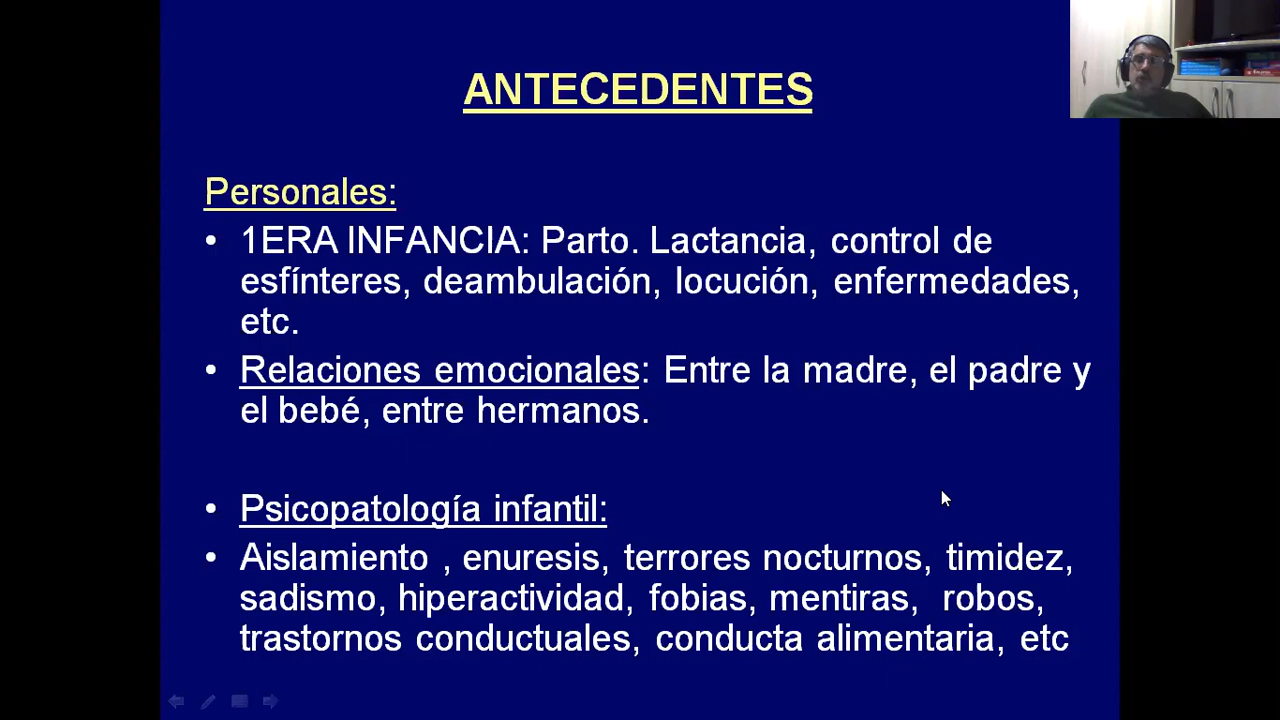 ANTECEDENTES
Personales:
• 1ERA INFANCIA: Parto. Lactancia, control de
esfínteres, deambulación, locución, enfermedades,
etc.
• Relaciones emocionales: Entre la madre, el padre y
el bebé, entre hermanos.
• Psicopatología infantil:
• Aislamiento , enuresis, terrores nocturnos, timidez,
sadismo, hiperactividad, fobias, mentiras,  robos,
trastornos conductuales, conducta alimentaria, etc